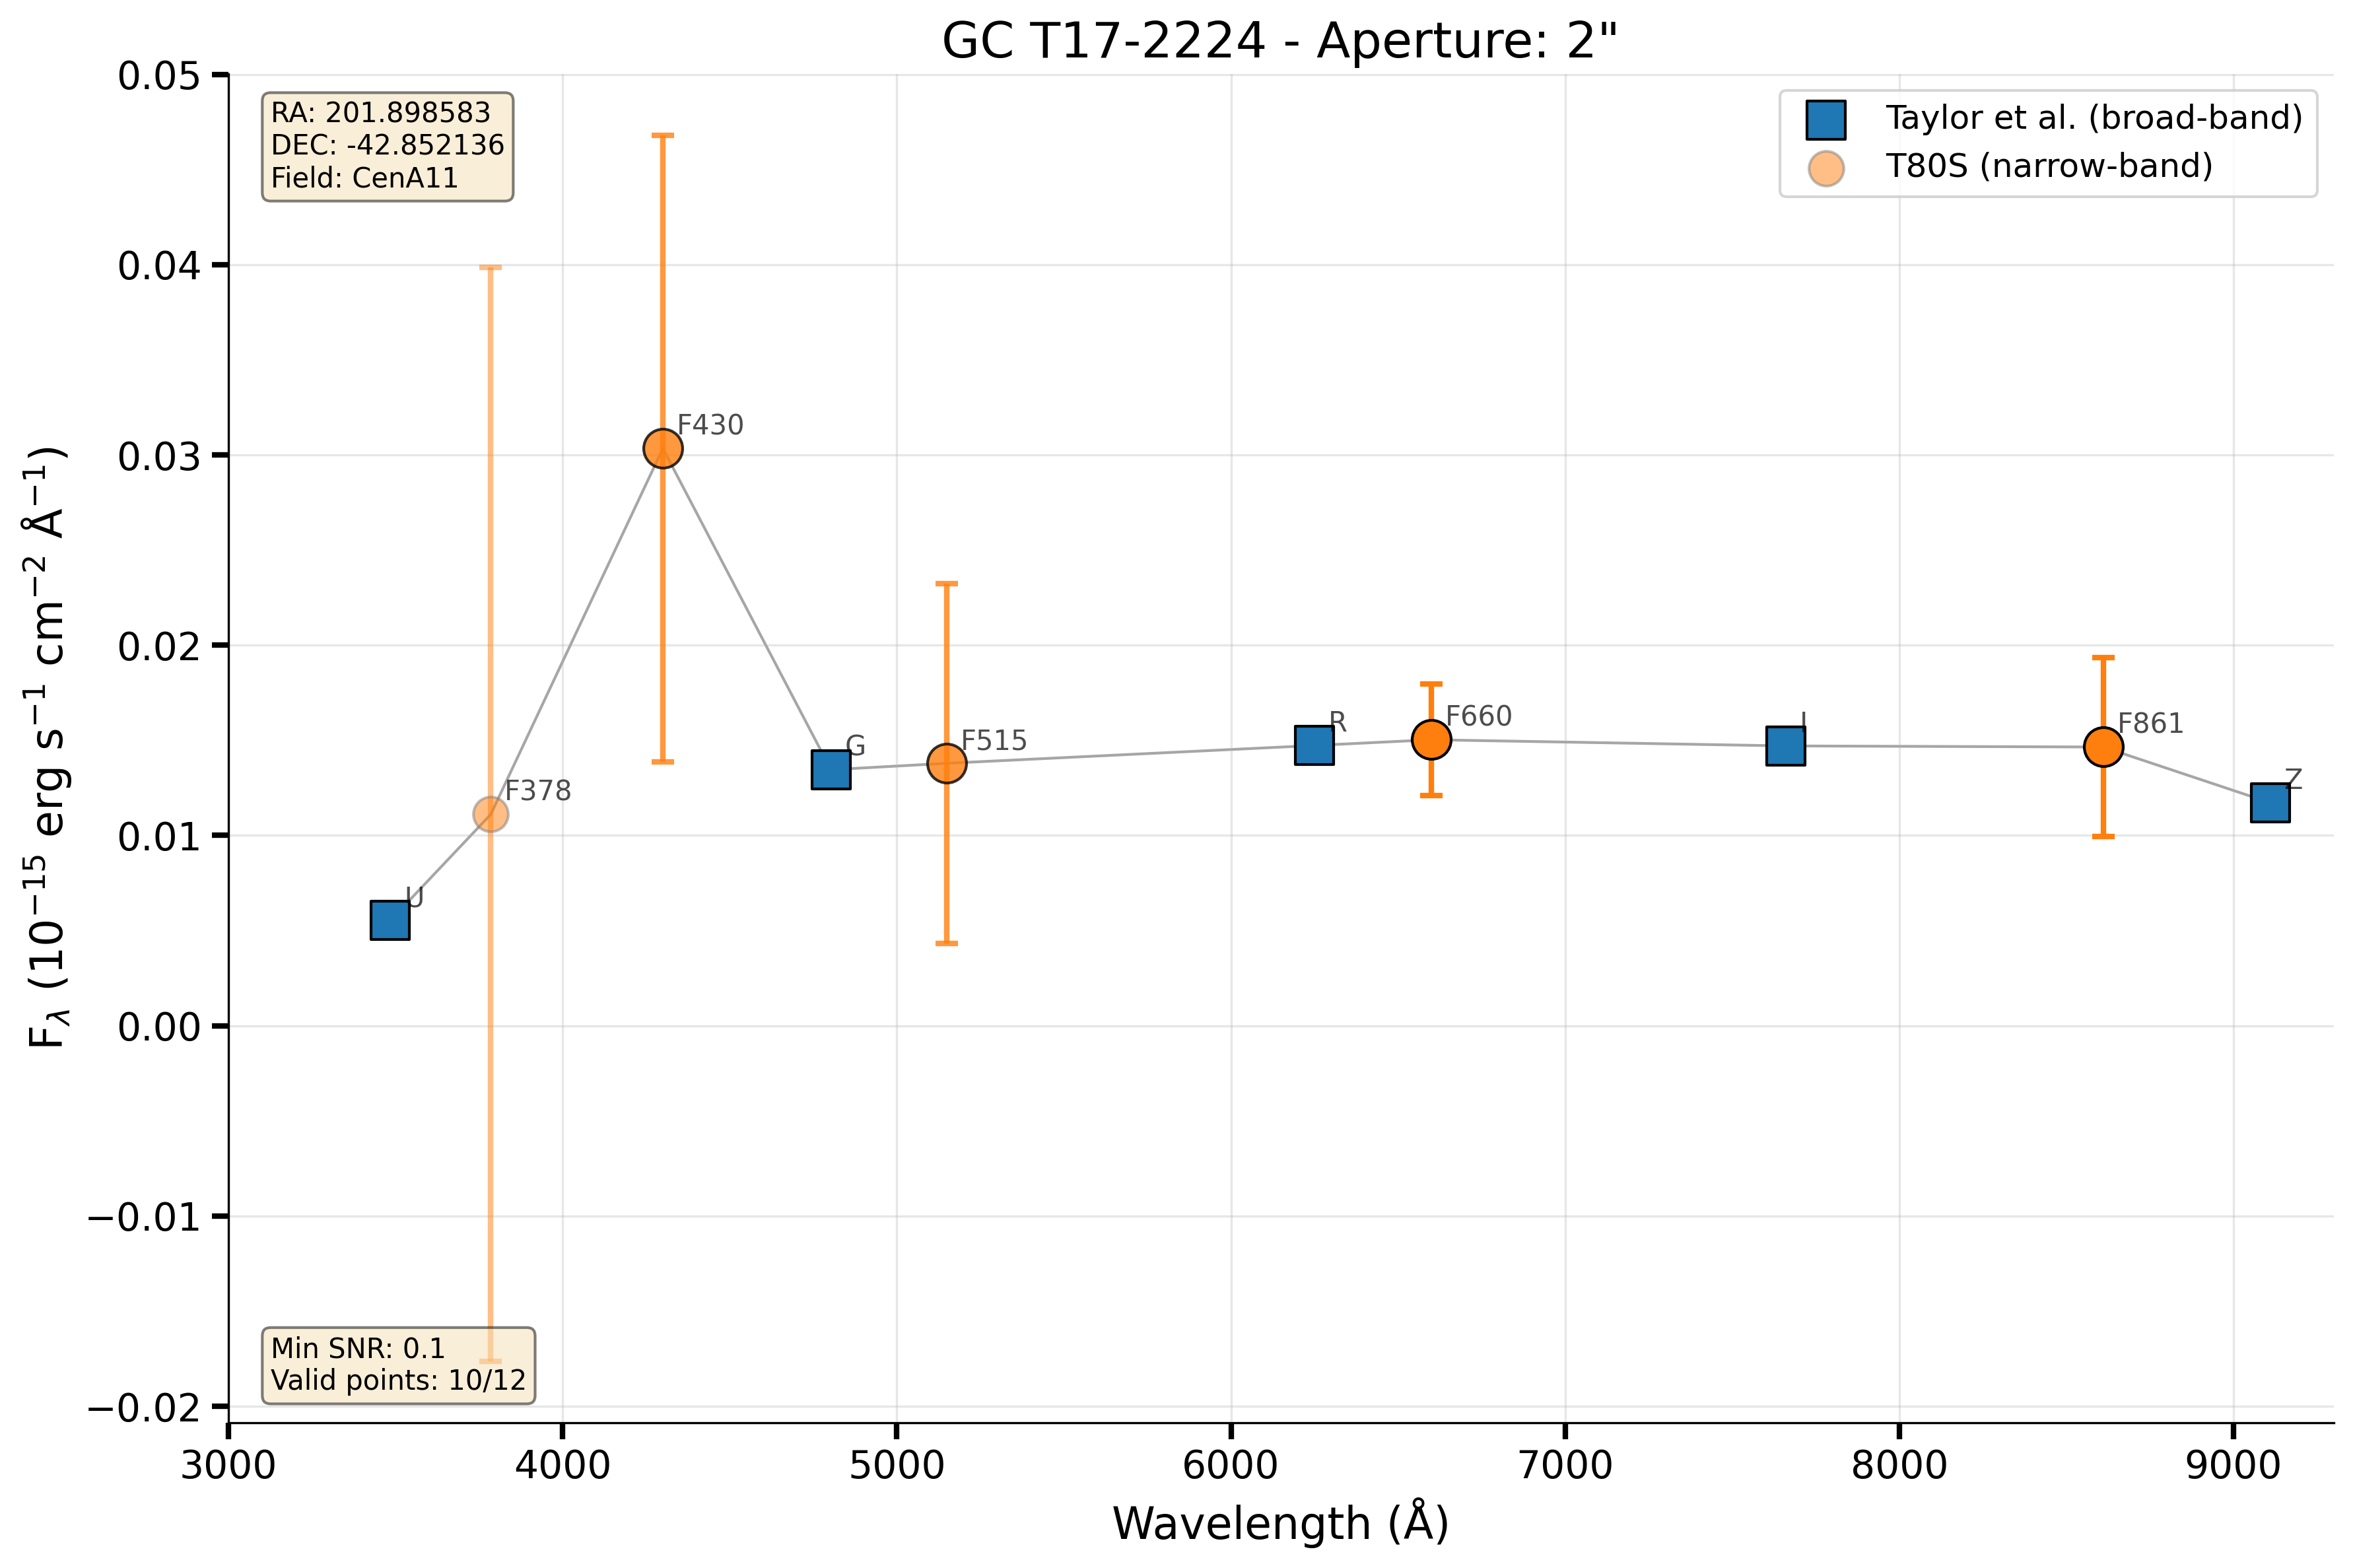 GC T17-2224 - Aperture: 2"
RA: 201.898583
DEC: -42.852136
Field: CenA11
Taylor et al. (broad-band)
T80S (narrow-band)
0.05
0.04
0.03
0.02
0.01
0.00
−0.01
−0.02
F_λ (10⁻¹⁵ erg s⁻¹ cm⁻² Å⁻¹)
U
F378
F430
G
F515
R
F660
I
F861
Z
Min SNR: 0.1
Valid points: 10/12
3000 4000 5000 6000 7000 8000 9000
Wavelength (Å)